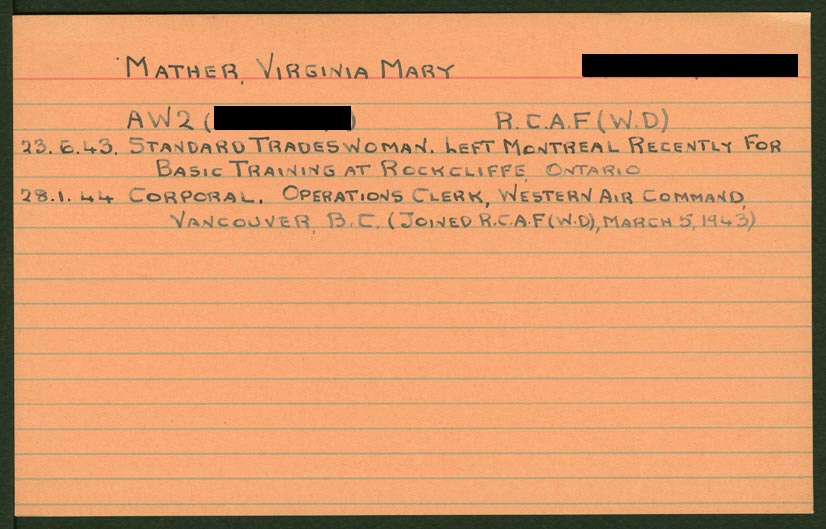 MATHER, VIRGINIA MARY
AW2 ( ) R.C.A.F (W.D)
23.6.43. STANDARD TRADESWOMAN. LEFT MONTREAL RECENTLY FOR
BASIC TRAINING AT ROCKCLIFFE, ONTARIO
28.1.44 CORPORAL. OPERATIONS CLERK, WESTERN AIR COMMAND,
VANCOUVER, B.C. (JOINED R.C.A.F (W.D), MARCH 5, 1943)